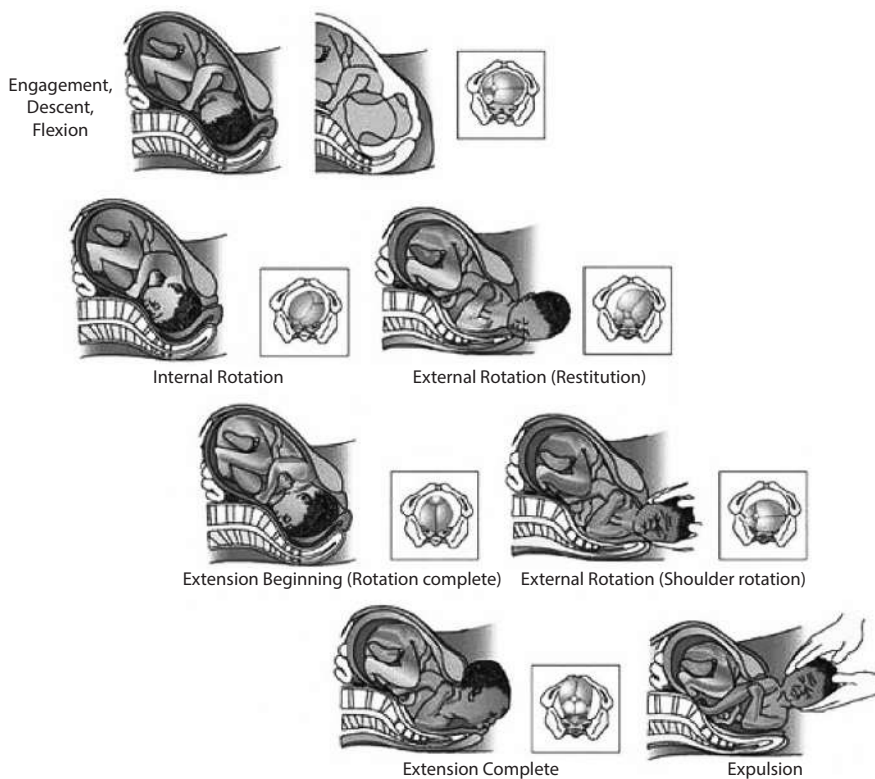 Engagement,
Descent,
Flexion
Internal Rotation
External Rotation (Restitution)
Extension Beginning (Rotation complete)
External Rotation (Shoulder rotation)
Extension Complete
Expulsion